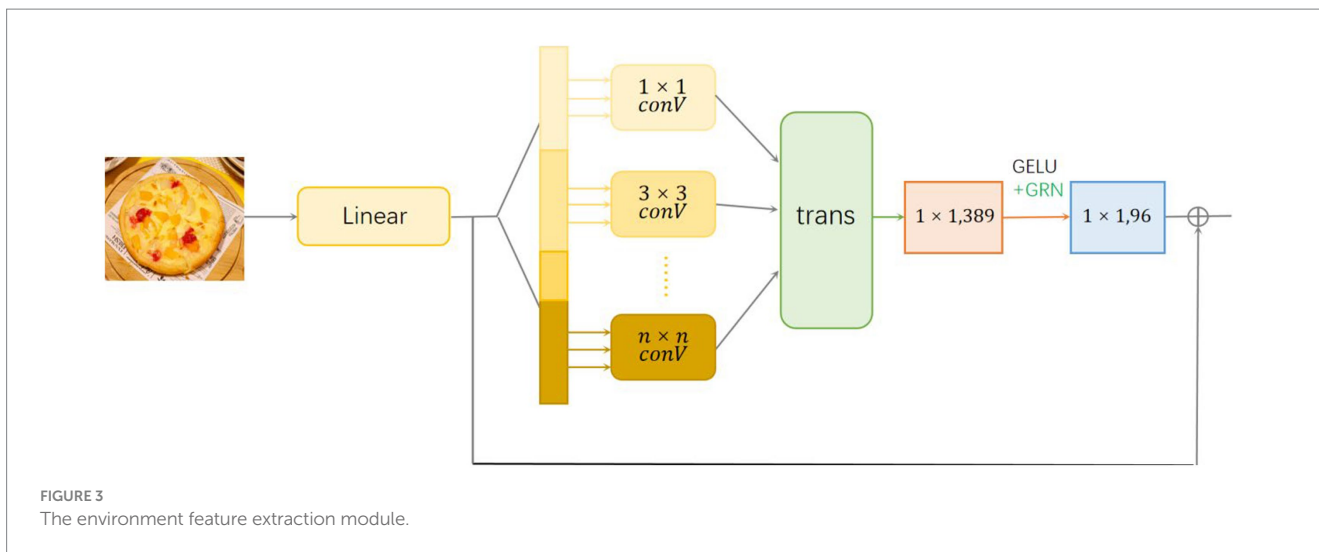 1 × 1
conV
3 × 3
conV
n × n
conV
Linear
trans
GELU
+GRN
1 × 1,389
1 × 1,96
FIGURE 3
The environment feature extraction module.